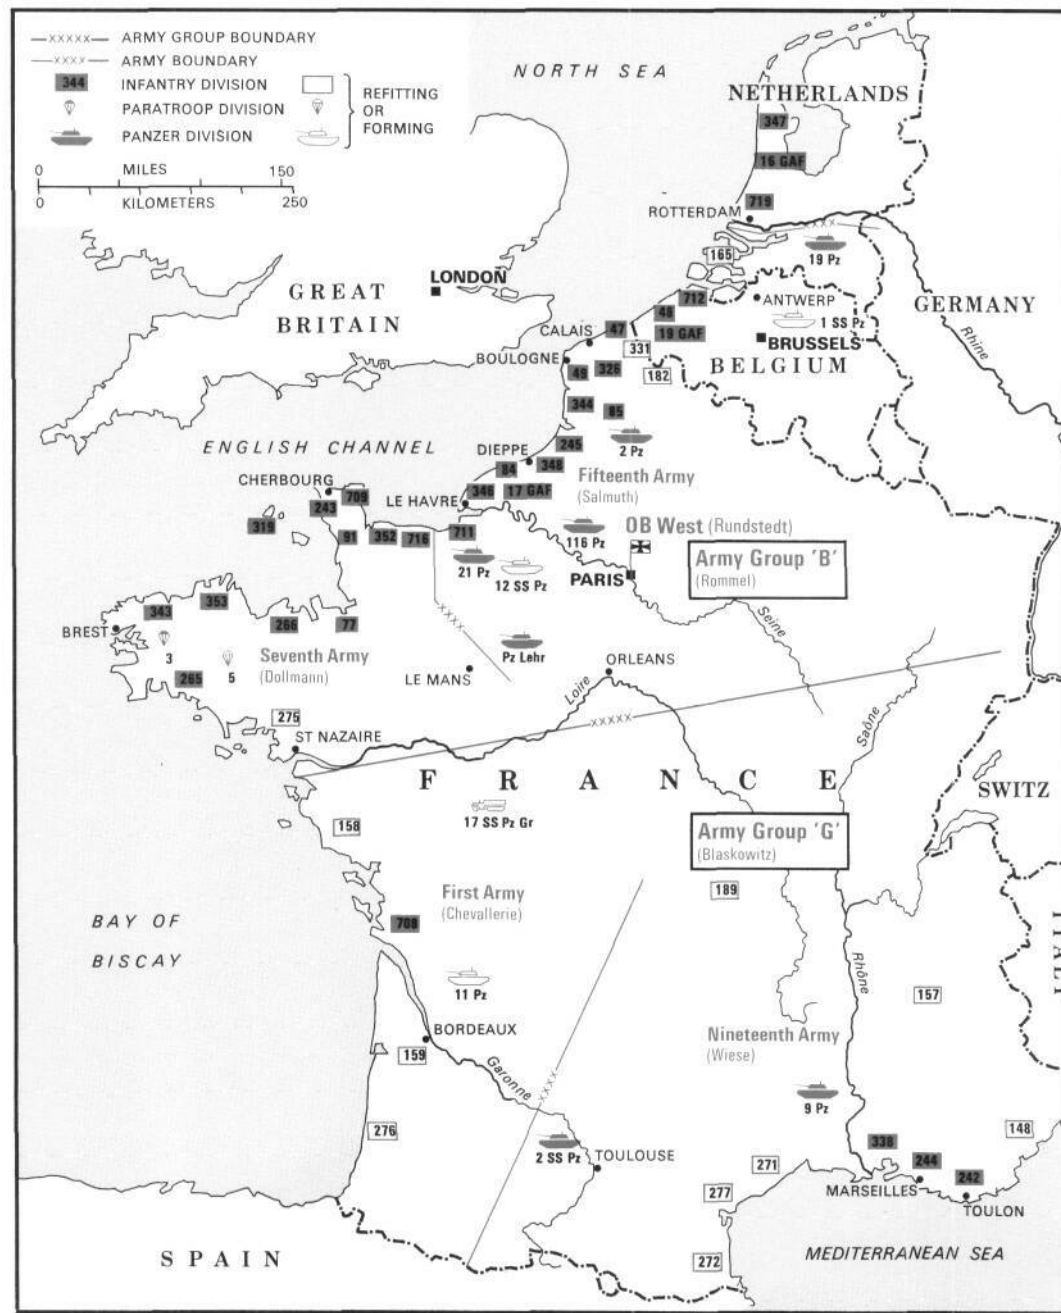 ARMY GROUP BOUNDARY
ARMY BOUNDARY
344 INFANTRY DIVISION
PARATROOP DIVISION
PANZER DIVISION
REFITTING
OR
FORMING
0 MILES 150
0 KILOMETERS 250
NORTH SEA
NETHERLANDS
347
16 GAF
719
ROTTERDAM
XXX
19 Pz
165
LONDON
GREAT
BRITAIN
712
ANTWERP
GERMANY
48
1 SS Pz
CALAIS
47
19 GAF
BRUSSELS
Rhine
331
BOULOGNE
BELGIUM
49
326
182
344
85
ENGLISH CHANNEL
245
2 Pz
DIEPPE
84
348
Fifteenth Army
(Salmuth)
CHERBOURG
709
LE HAVRE
346
17 GAF
243
319
91
352
716
711
116 Pz
OB West (Rundstedt)
21 Pz
12 SS Pz
PARIS
Army Group 'B'
(Rommel)
353
343
266
77
XXXX
Seine
BREST
3
5
Seventh Army
(Dollmann)
Pz Lehr
265
LE MANS
ORLEANS
Loire
275
ST NAZAIRE
XXXXX
Saône
FRANCE
SWITZ
17 SS Pz Gr
158
Army Group 'G'
(Blaskowitz)
189
First Army
(Chevallerie)
708
BAY OF
BISCAY
ITALY
Rhône
11 Pz
157
BORDEAUX
Nineteenth Army
(Wiese)
159
Garonne
XXXX
9 Pz
276
148
338
2 SS Pz
TOULOUSE
271
244
242
MARSEILLES
277
TOULON
SPAIN
272
MEDITERRANEAN SEA